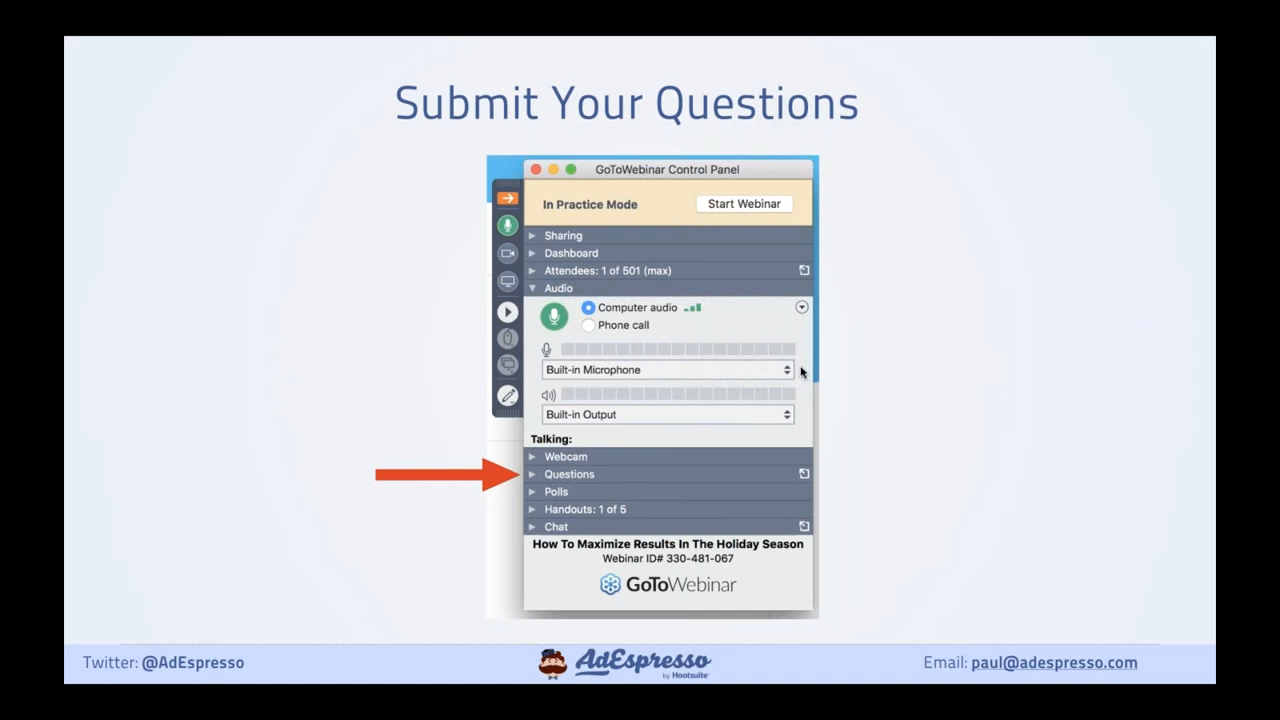 Submit Your Questions
GoToWebinar Control Panel
In Practice Mode
Start Webinar
Sharing
Dashboard
Attendees: 1 of 501 (max)
Audio
Computer audio
Phone call
Built-in Microphone
Built-in Output
Talking:
Webcam
Questions
Polls
Handouts: 1 of 5
Chat
How To Maximize Results In The Holiday Season
Webinar ID# 330-481-067
GoToWebinar
Twitter: @AdEspresso
AdEspresso
by Hootsuite
Email: paul@adespresso.com